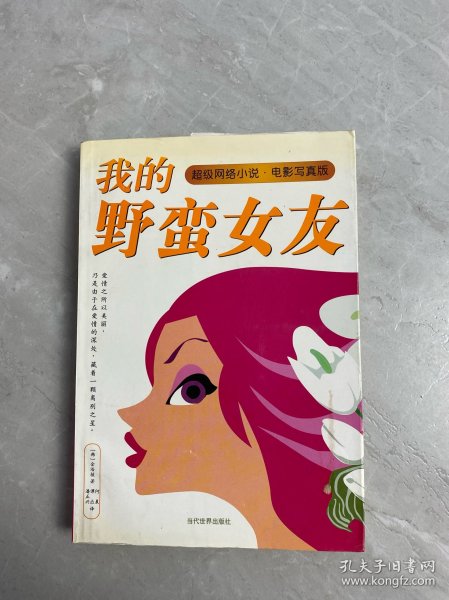 我的
超级网络小说·电影写真版
野蛮女友
爱情之所以美丽，
乃是由于在爱情的深处，藏着一颗离别之星。
当代世界出版社
孔夫子旧书网
www.kongfz.com